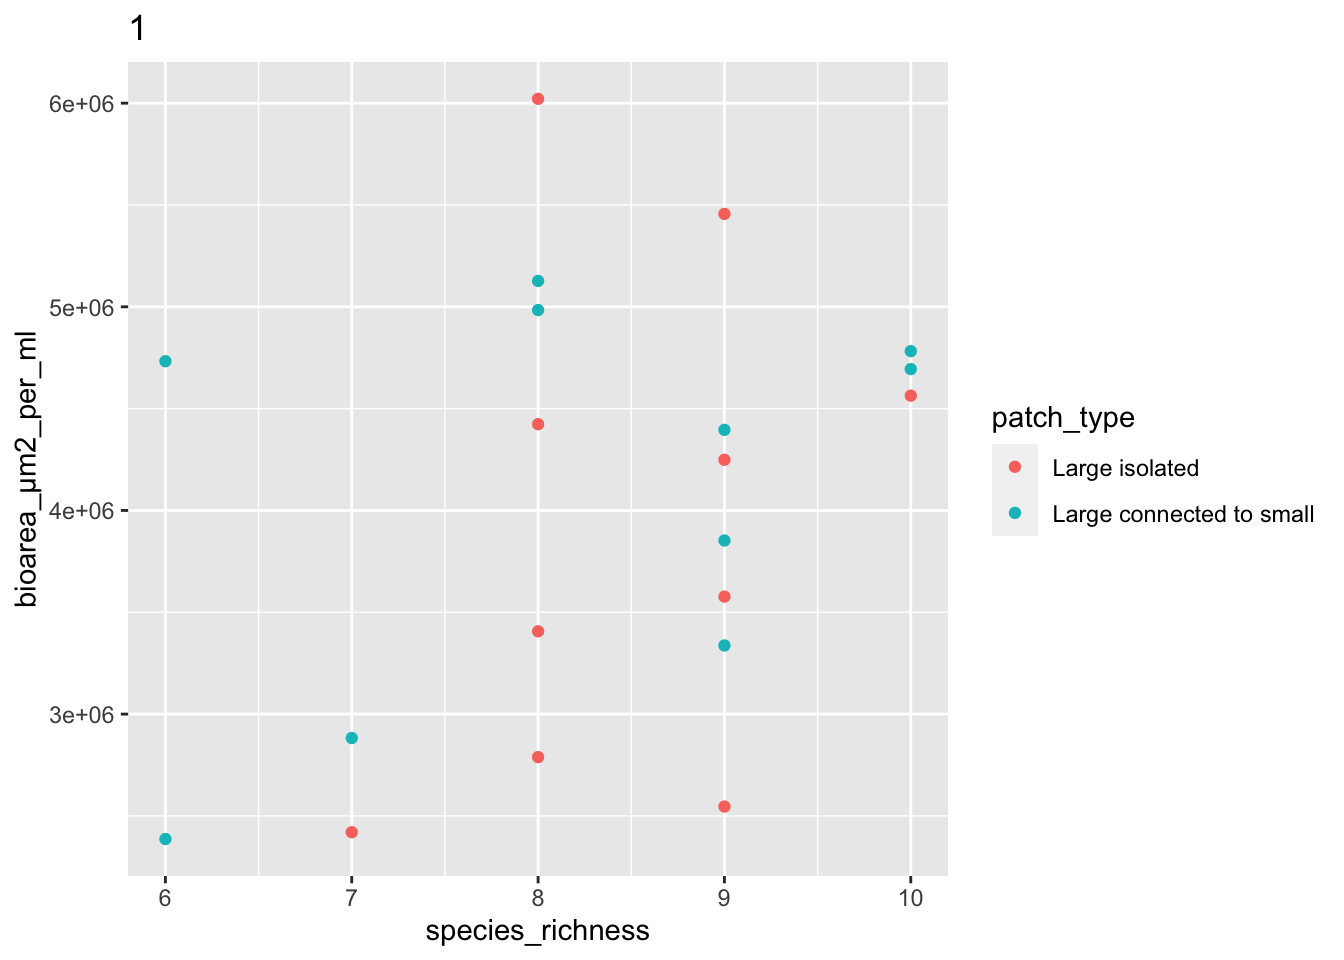 1
6e+06
5e+06
4e+06
3e+06
bioarea_µm2_per_ml
6 7 8 9 10
species_richness
patch_type
Large isolated
Large connected to small